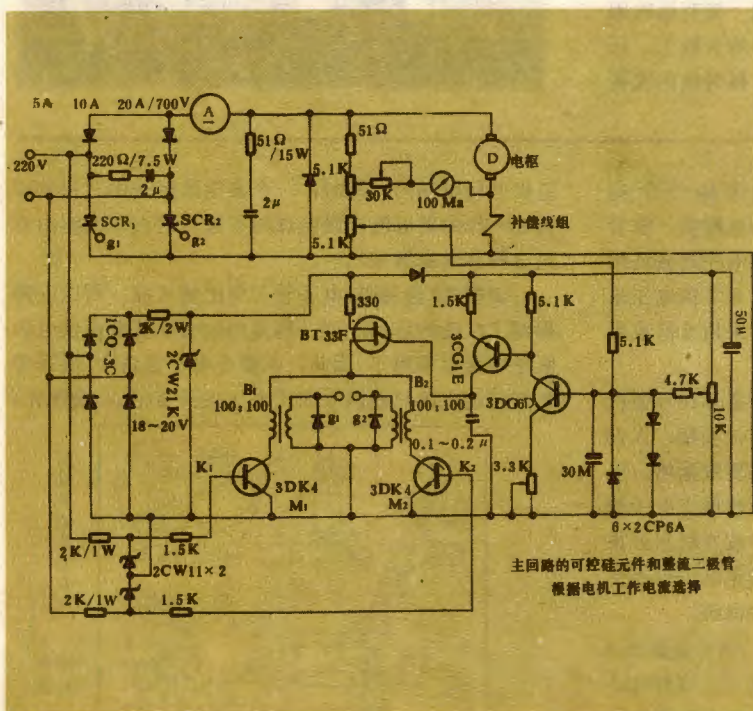 5A 10A 20A/700V A
51Ω
/15W
51Ω
D 电枢
220V
220Ω/7.5W
2μ
5.1K
30K
100Ma
SCR₁
SCR₂
g₁
g₂
2μ
5.1K
补偿线组
330
1.5K
5.1K
50μ
1CQ-3C
2K/2W
2CW21K
BT33F
3CG1E
5.1K
B₁
B₂
100:100
100:100
3DG6D
4.7K
10K
18~20V
g₁
g₂
0.1~0.2μ
K₁
K₂
3.3K
30M
3DK4
3DK4
M₁
M₂
6×2CP6A
2K/1W
1.5K
2CW11×2
2K/1W
1.5K
主回路的可控硅元件和整流二极管
根据电机工作电流选择